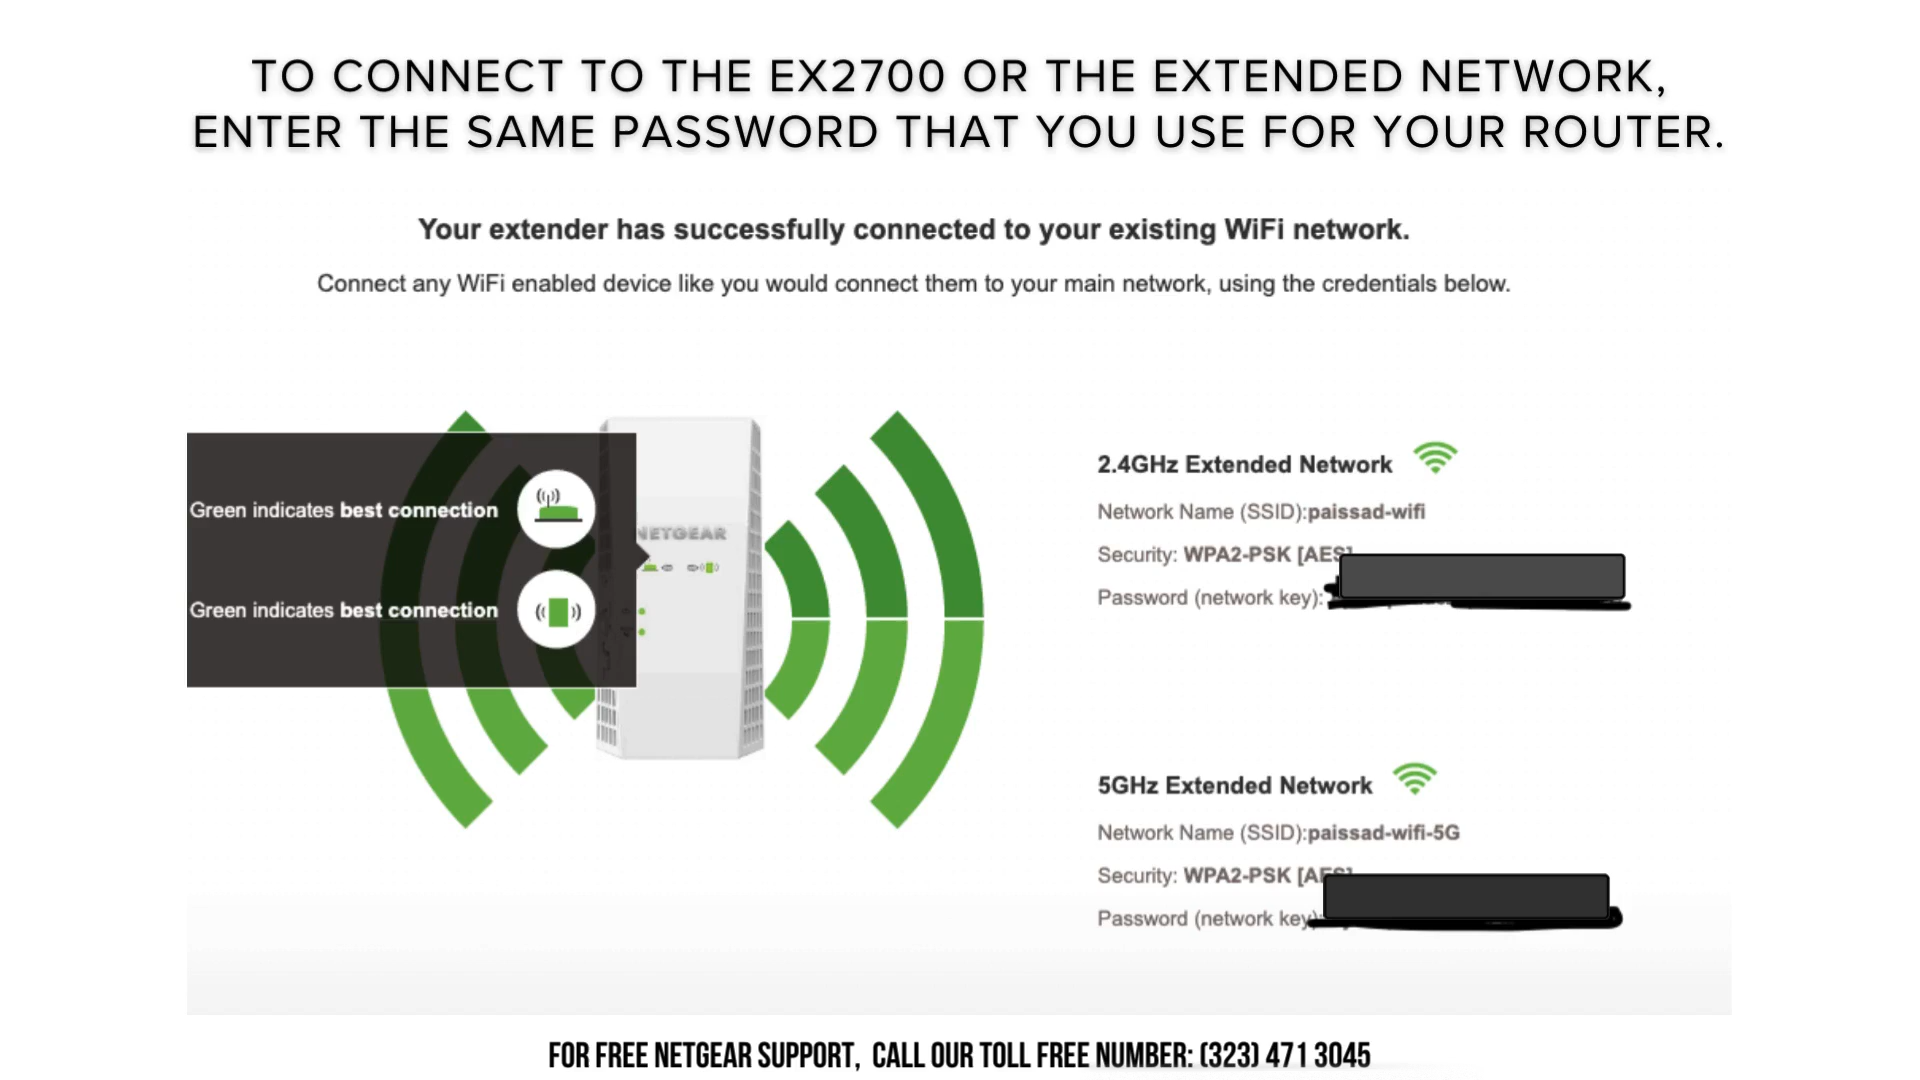 TO CONNECT TO THE EX2700 OR THE EXTENDED NETWORK,
ENTER THE SAME PASSWORD THAT YOU USE FOR YOUR ROUTER.
Your extender has successfully connected to your existing WiFi network.
Connect any WiFi enabled device like you would connect them to your main network, using the credentials below.
Green indicates best connection
Green indicates best connection
NETGEAR
2.4GHz Extended Network
Network Name (SSID):paissad-wifi
Security: WPA2-PSK [AES]
Password (network key):
5GHz Extended Network
Network Name (SSID):paissad-wifi-5G
Security: WPA2-PSK [AES]
Password (network key):
FOR FREE NETGEAR SUPPORT, CALL OUR TOLL FREE NUMBER: (323) 471 3045